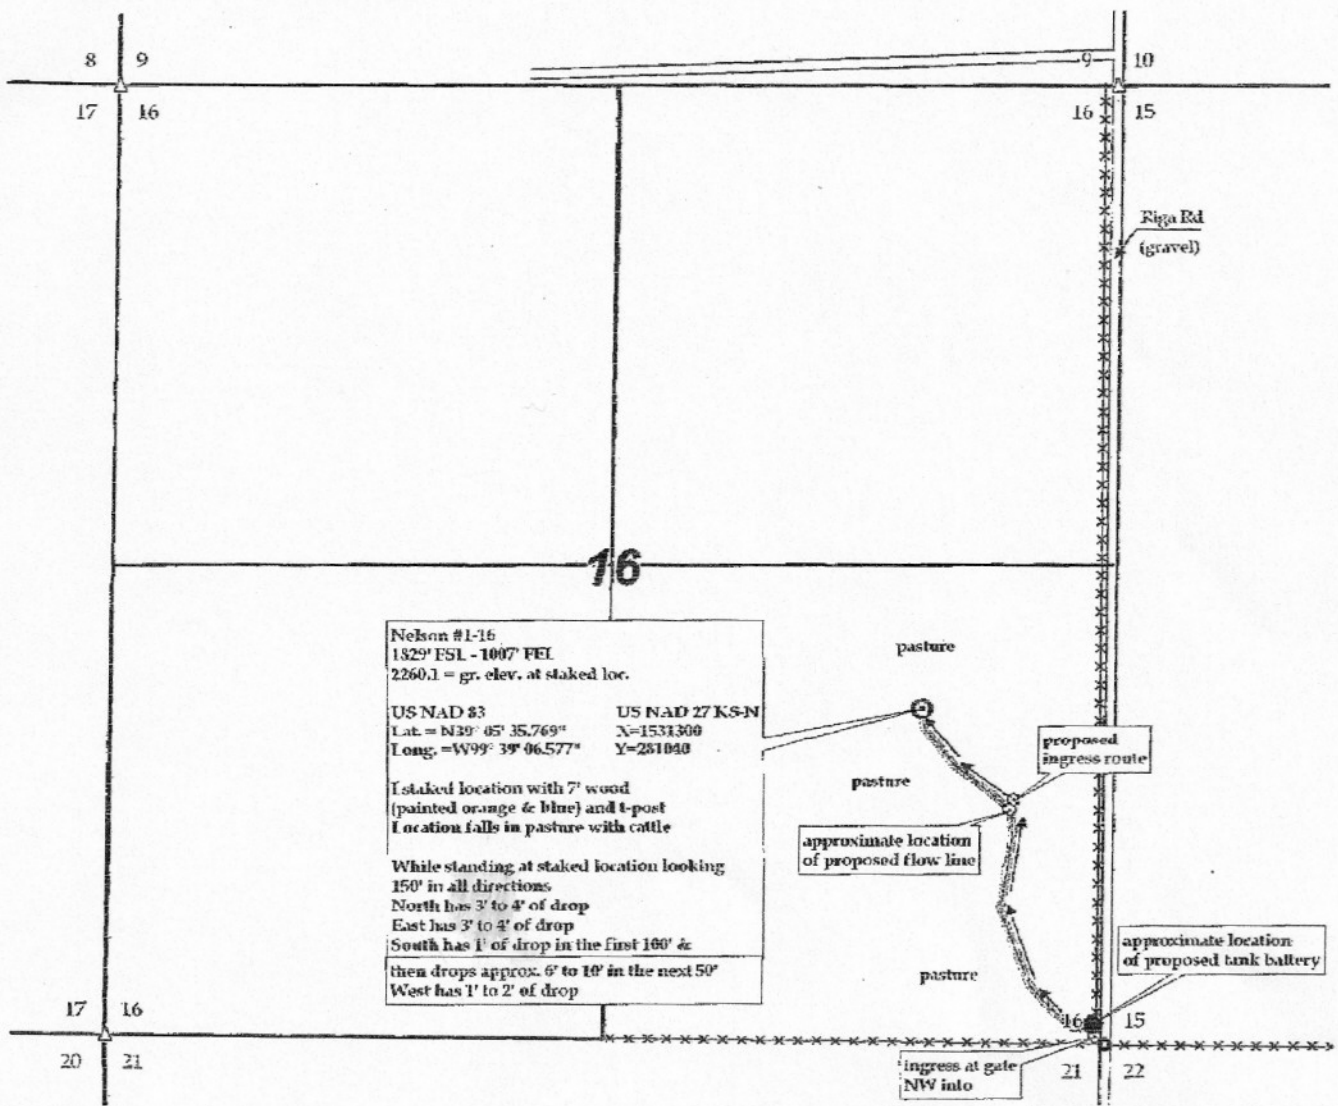 8 9
9 10
17 16
16 15
Riga Rd
(gravel)
16
Nelson #1-16
1829' FSL - 1007' FEL
2260.1 = gr. elev. at staked loc.
US NAD 83 US NAD 27 KS-N
Lat. = N39° 05' 35.769" X=1531300
Long. = W99° 39' 06.577" Y=281040
I staked location with 7' wood
(painted orange & blue) and t-post
Location falls in pasture with cattle
While standing at staked location looking
150' in all directions
North has 3' to 4' of drop
East has 3' to 4' of drop
South has 1' of drop in the first 100' &
then drops approx. 6' to 10' in the next 50'
West has 1' to 2' of drop
pasture
proposed
ingress route
pasture
approximate location
of proposed flow line
approximate location
of proposed tank battery
pasture
17 16
16 15
20 21
ingress at gate
NW into
21 22